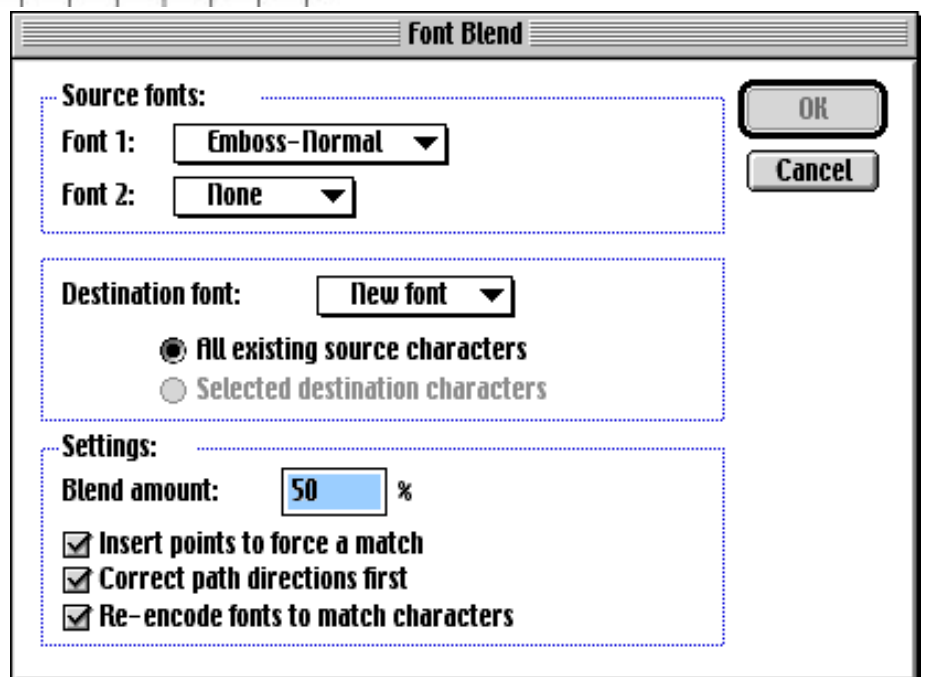 Font Blend
Source fonts:
OK
Font 1: Emboss-Normal
Cancel
Font 2: None
Destination font: New font
All existing source characters
Selected destination characters
Settings:
Blend amount: 50 %
Insert points to force a match
Correct path directions first
Re-encode fonts to match characters